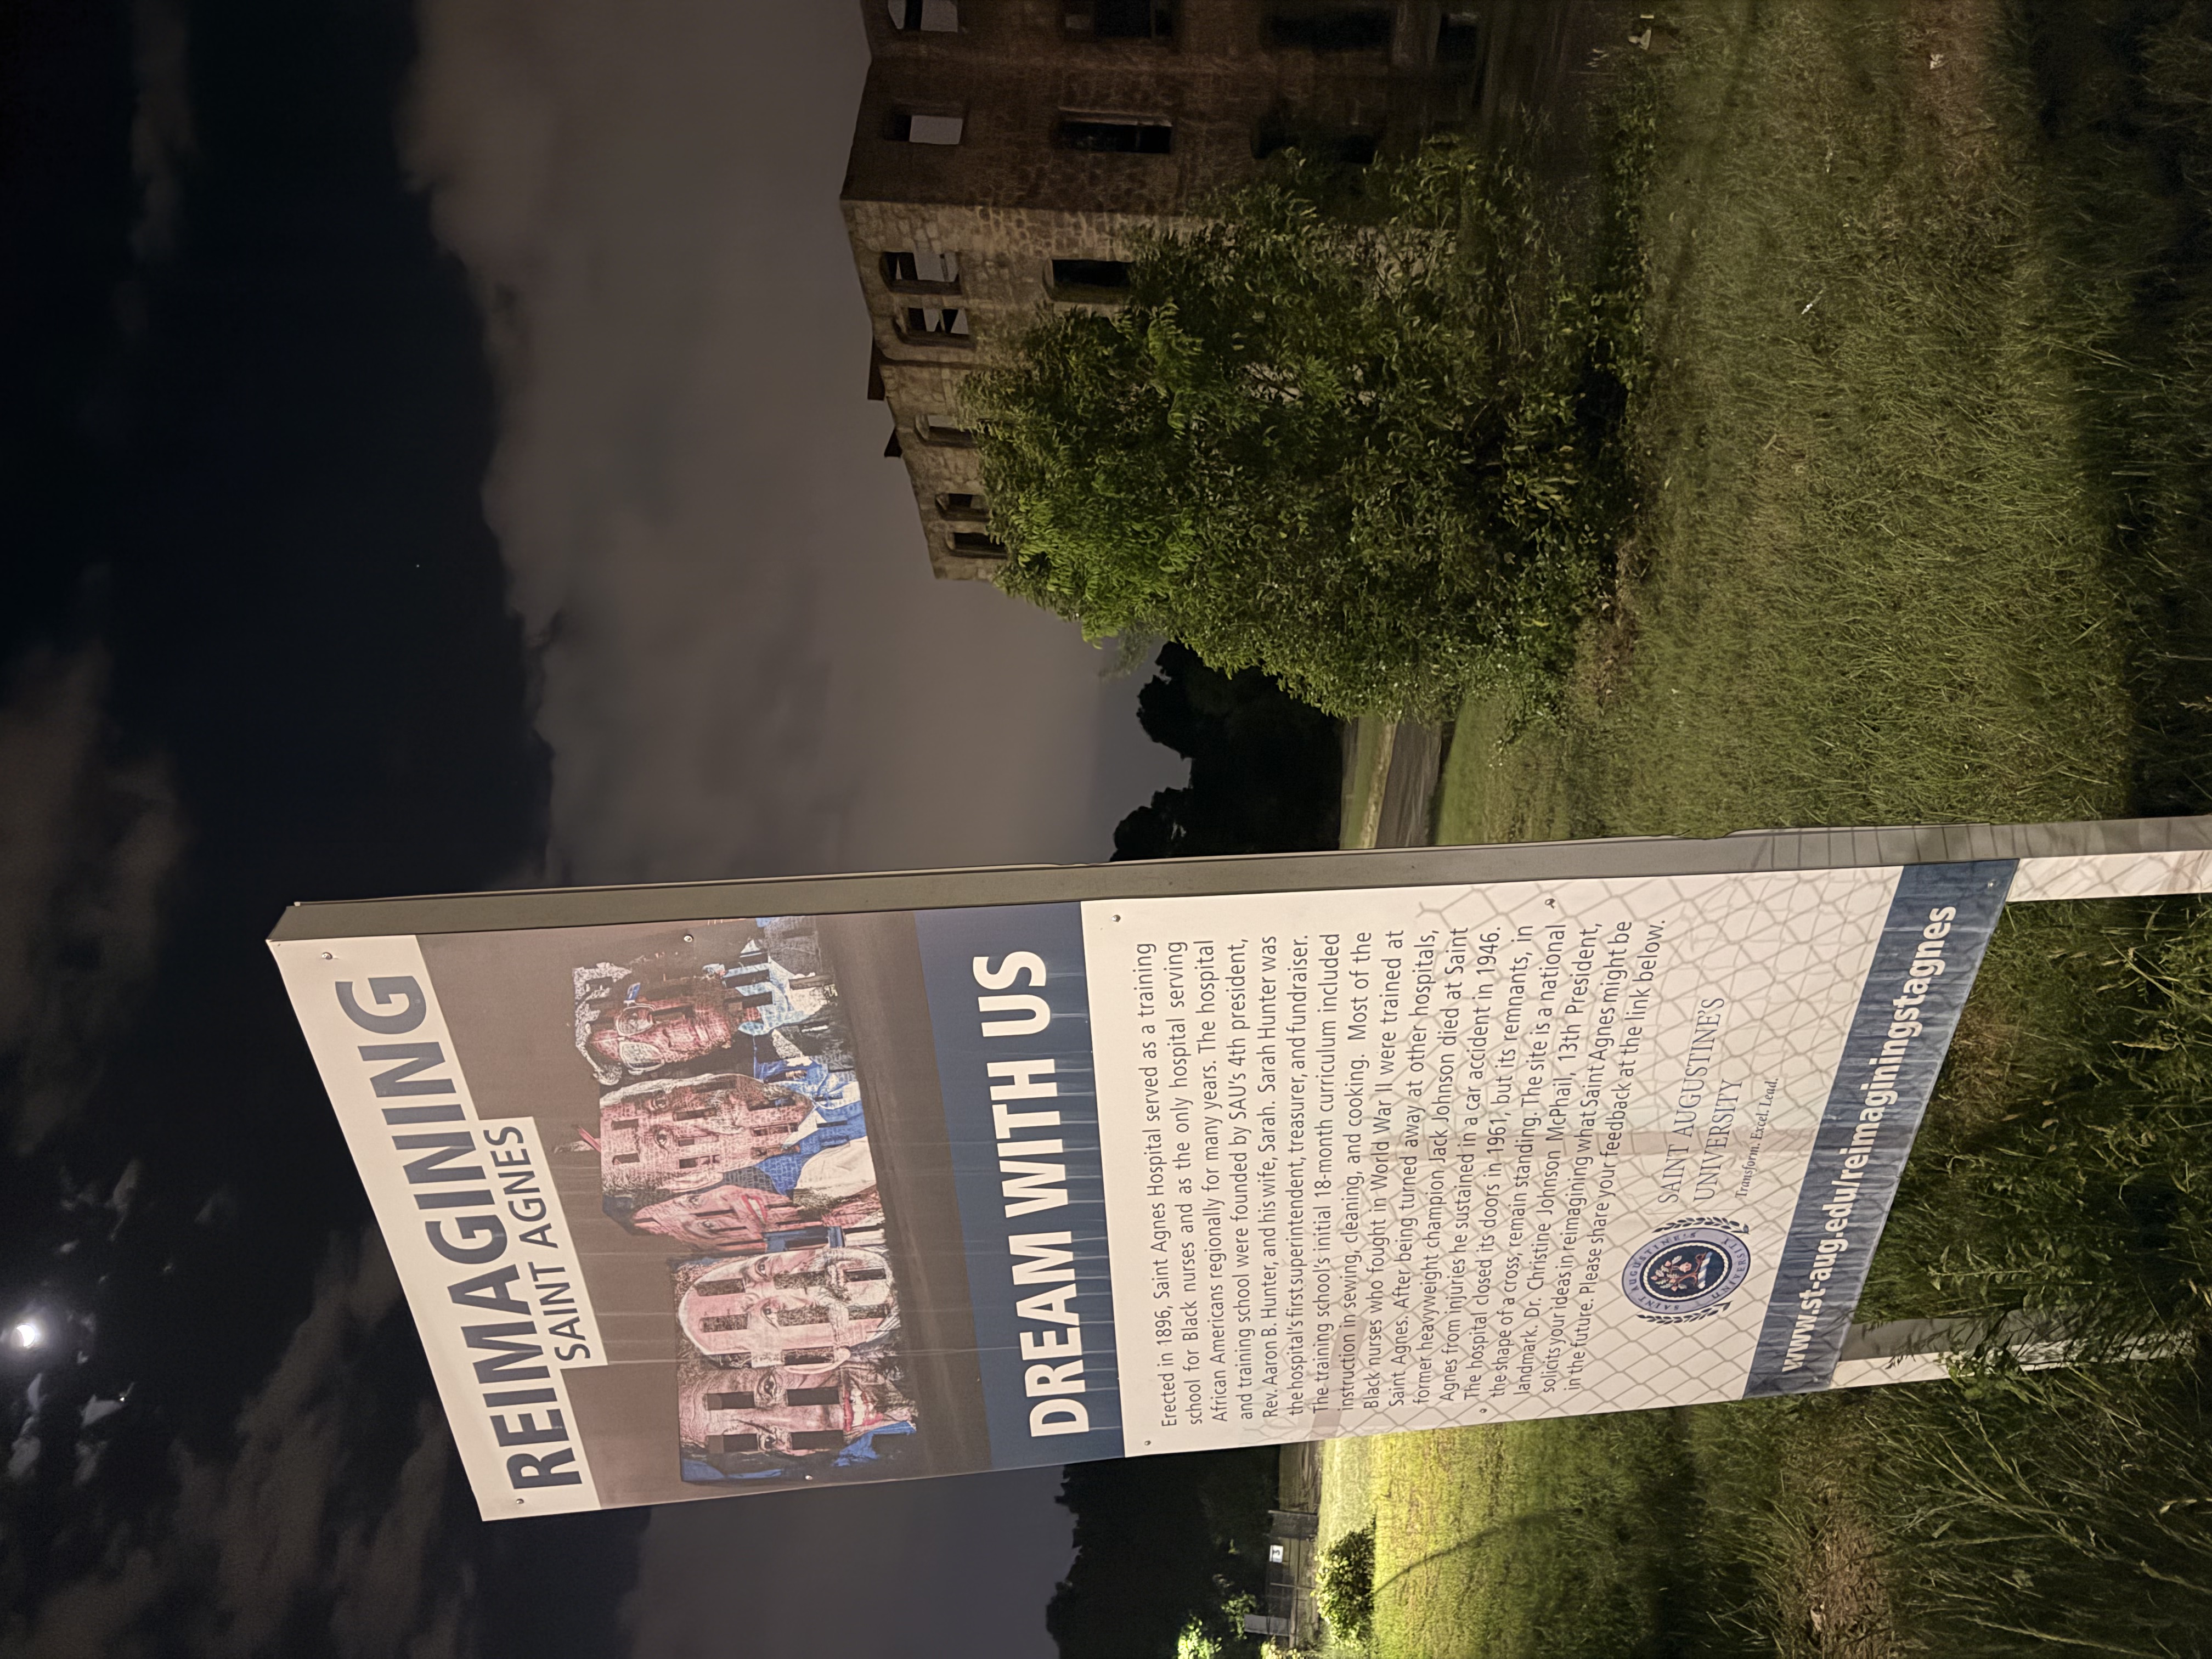 REIMAGINING
SAINT AGNES
DREAM WITH US
Erected in 1896, Saint Agnes Hospital served as a training
school for Black nurses and as the only hospital serving
African Americans regionally for many years. The hospital
and training school were founded by SAU's 4th president,
Rev. Aaron B. Hunter, and his wife, Sarah. Sarah Hunter was
the hospital's first superintendent, treasurer, and fundraiser.
The training school's initial 18-month curriculum included
instruction in sewing, cleaning, and cooking. Most of the
Black nurses who fought in World War II were trained at
Saint Agnes. After being turned away at other hospitals,
former heavyweight champion Jack Johnson died at Saint
Agnes from injuries he sustained in a car accident in 1946.
The hospital closed its doors in 1961, but its remnants, in
the shape of a cross, remain standing. The site is a national
landmark. Dr. Christine Johnson McPhail, 13th President,
solicits your ideas in reimagining what Saint Agnes might be
in the future. Please share your feedback at the link below.
SAINT AUGUSTINE'S
UNIVERSITY
Transform. Excel. Lead.
SAINT AUGUSTINE'S UNIVERSITY
www.st-aug.edu/reimaginingstagnes
3